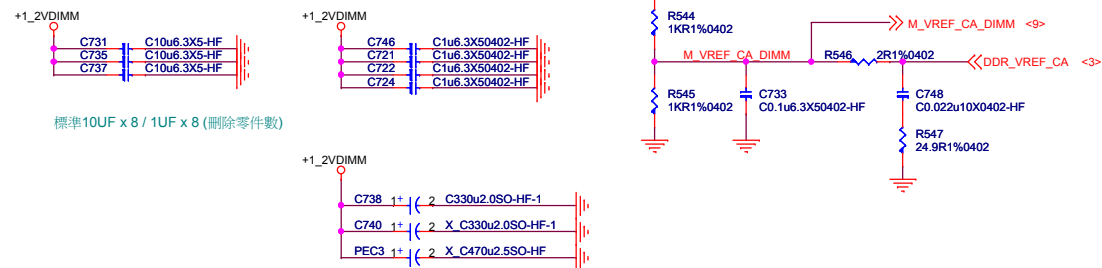 +1_2VDIMM
C731 C10u6.3X5-HF
C735 C10u6.3X5-HF
C737 C10u6.3X5-HF
標準10UF x 8 / 1UF x 8 (刪除零件數)
+1_2VDIMM
C746 C1u6.3X50402-HF
C721 C1u6.3X50402-HF
C722 C1u6.3X50402-HF
C724 C1u6.3X50402-HF
+1_2VDIMM
C738 1 + 2 C330u2.0SO-HF-1
C740 1 + 2 X_C330u2.0SO-HF-1
PEC3 1 + 2 X_C470u2.5SO-HF
R544
1KR1%0402
M_VREF_CA_DIMM <9>
M_VREF_CA_DIMM
R546 2R1%0402
DDR_VREF_CA <3>
R545
1KR1%0402
C733
C0.1u6.3X50402-HF
C748
C0.022u10X0402-HF
R547
24.9R1%0402